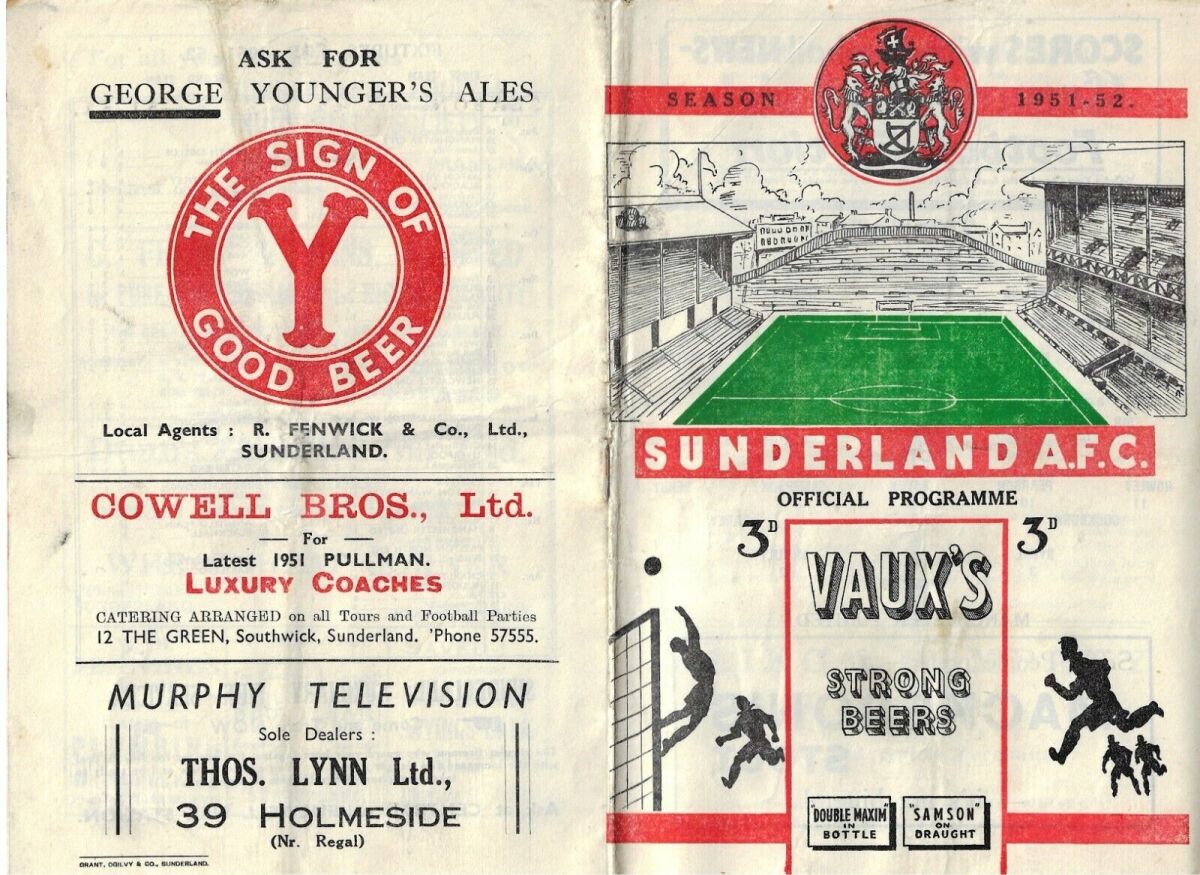 ASK FOR
GEORGE YOUNGER'S ALES
THE SIGN OF
Y
GOOD BEER
Local Agents : R. FENWICK & Co., Ltd.,
SUNDERLAND.
COWELL BROS., Ltd.
— For —
Latest 1951 PULLMAN.
LUXURY COACHES
CATERING ARRANGED on all Tours and Football Parties
12 THE GREEN, Southwick, Sunderland. 'Phone 57555.
MURPHY TELEVISION
Sole Dealers :
THOS. LYNN Ltd.,
39 HOLMESIDE
(Nr. Regal)
GRANT, OGILVY & CO., SUNDERLAND.
SEASON 1951-52.
SUNDERLAND A.F.C.
OFFICIAL PROGRAMME
3D 3D
VAUX'S
STRONG
BEERS
"DOUBLE MAXIM"
IN
BOTTLE
"SAMSON"
ON
DRAUGHT